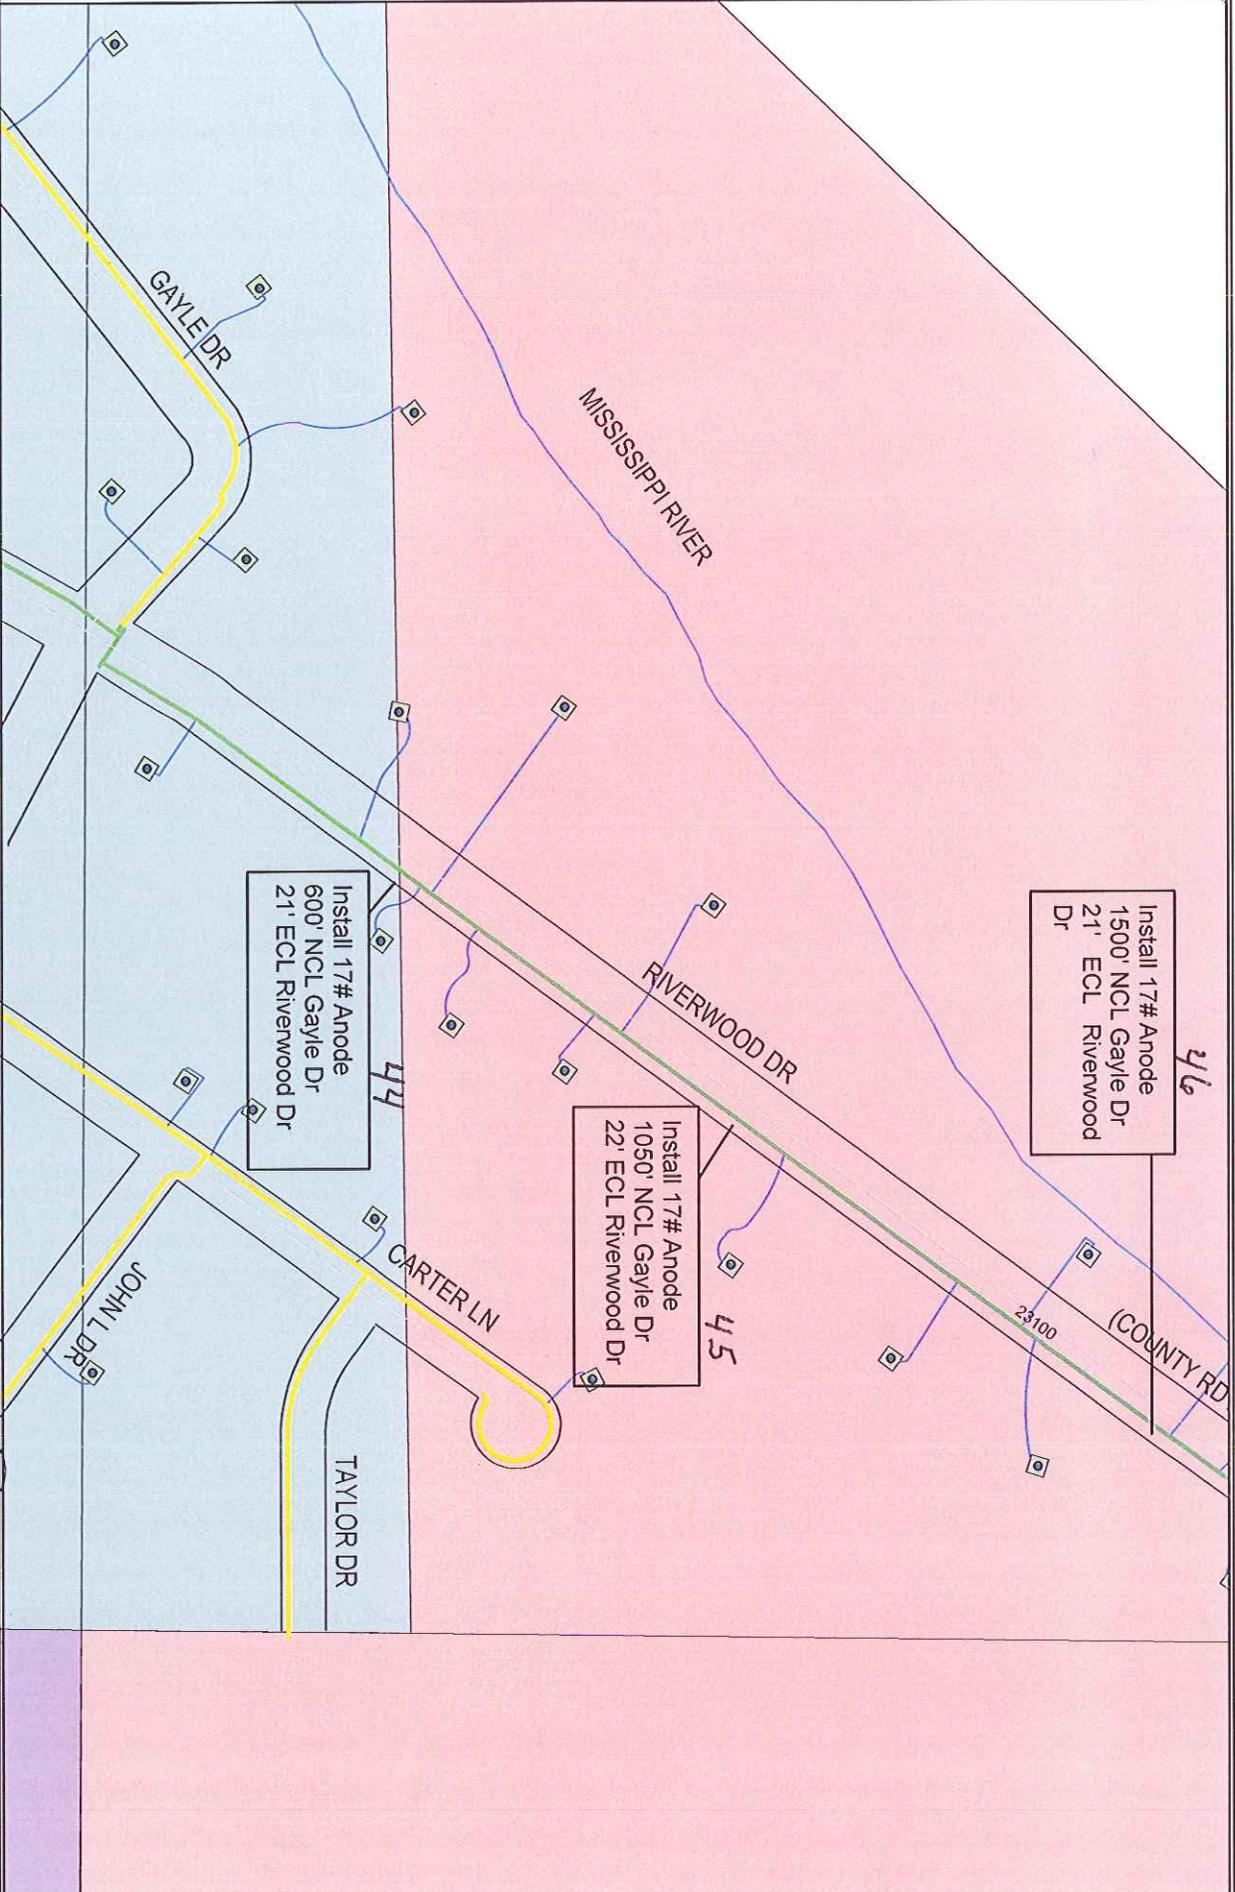 46
Install 17# Anode
1500' NCL Gayle Dr
21' ECL Riverwood
Dr
(COUNTY RD
23100
MISSISSIPPI RIVER
RIVERWOOD DR
45
Install 17# Anode
1050' NCL Gayle Dr
22' ECL Riverwood Dr
44
Install 17# Anode
600' NCL Gayle Dr
21' ECL Riverwood Dr
GAYLE DR
CARTER LN
TAYLOR DR
JOHN L DR